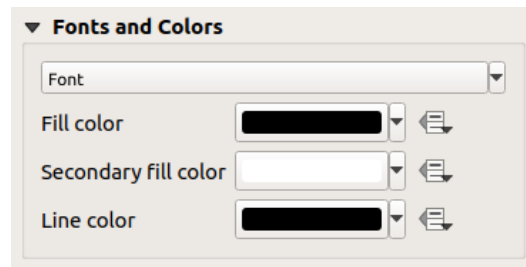 Fonts and Colors
Font
Fill color
Secondary fill color
Line color